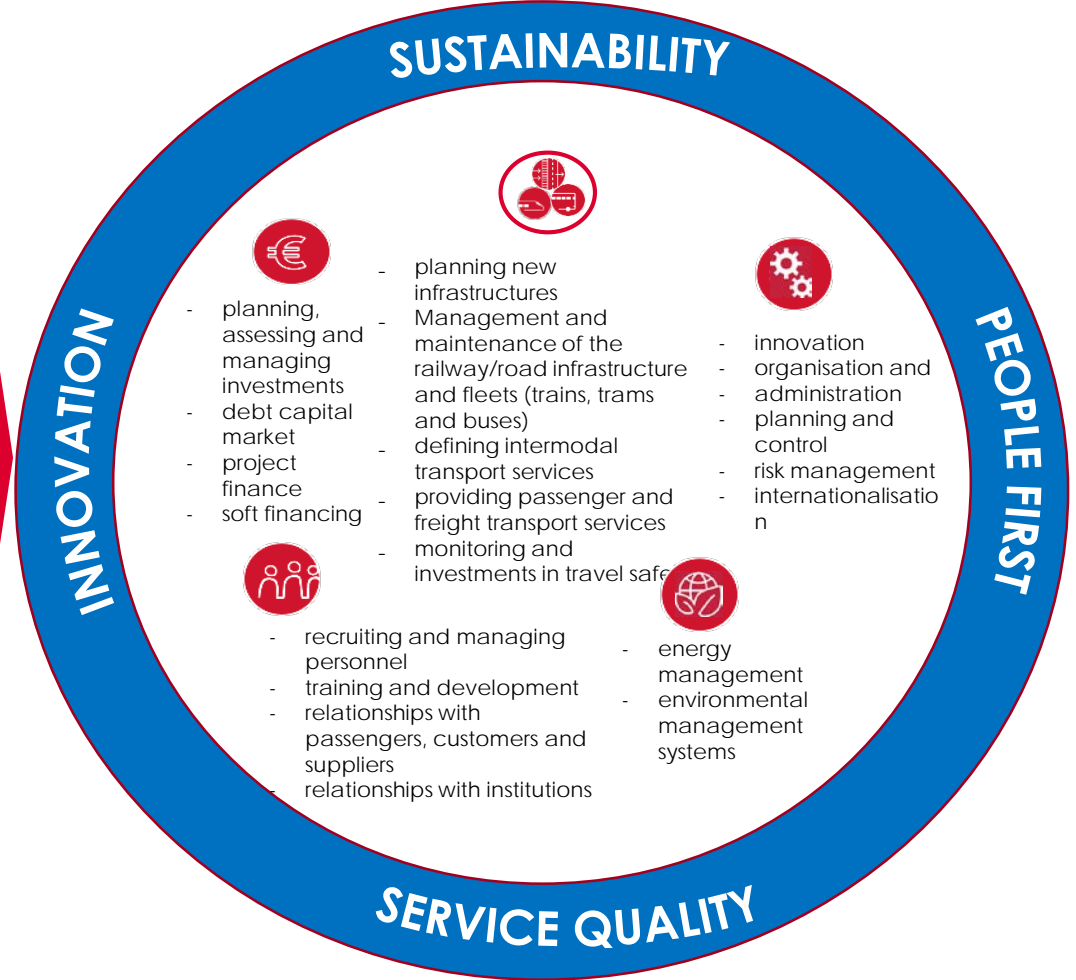 SUSTAINABILITY
INNOVATION
PEOPLE FIRST
- planning,
assessing and
managing
investments
- debt capital
market
- project
finance
- soft financing
- planning new
infrastructures
- Management and
maintenance of the
railway/road infrastructure
and fleets (trains, trams
and buses)
- defining intermodal
transport services
- providing passenger and
freight transport services
- monitoring and
investments in travel safe
- innovation
- organisation and
- administration
- planning and
control
- risk management
- internationalisatio
n
- recruiting and managing
personnel
- training and development
- relationships with
passengers, customers and
suppliers
- relationships with institutions
- energy
management
- environmental
management
systems
SERVICE QUALITY